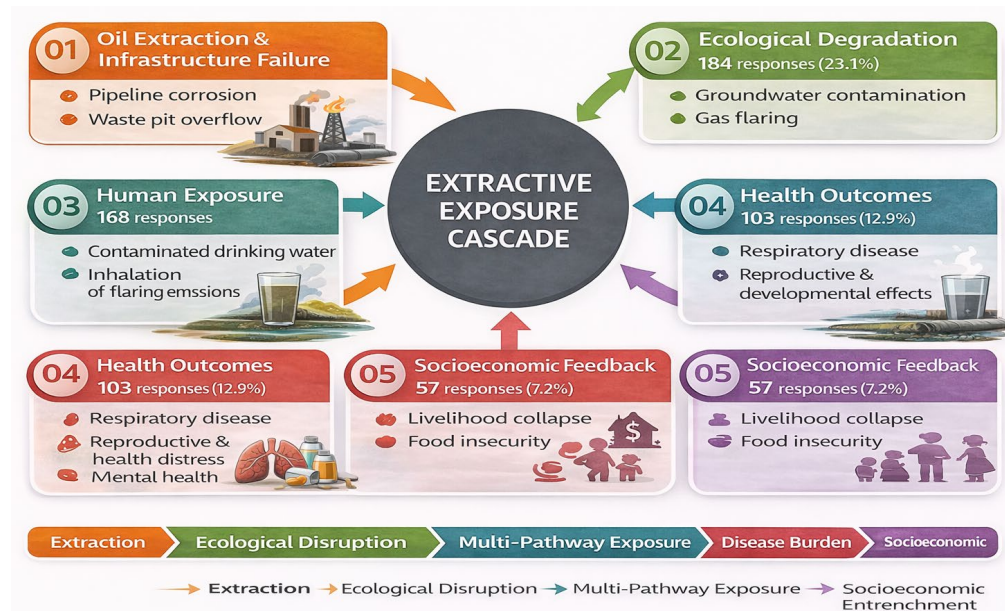 01
Oil Extraction &
Infrastructure Failure
Pipeline corrosion
Waste pit overflow
02
Ecological Degradation
184 responses (23.1%)
Groundwater contamination
Gas flaring
EXTRACTIVE
EXPOSURE
CASCADE
03
Human Exposure
168 responses
Contaminated drinking water
Inhalation
of flaring emssions
04
Health Outcomes
103 responses (12.9%)
Respiratory disease
Reproductive &
developmental effects
04
Health Outcomes
103 responses (12.9%)
Respiratory disease
Reproductive &
health distress
Mental health
05
Socioeconomic Feedback
57 responses (7.2%)
Livelihood collapse
Food insecurity
$
05
Socioeconomic Feedback
57 responses (7.2%)
Livelihood collapse
Food insecurity
Extraction
Ecological Disruption
Multi-Pathway Exposure
Disease Burden
Socioeconomic
Extraction
Ecological Disruption
Multi-Pathway Exposure
Socioeconomic
Entrenchment